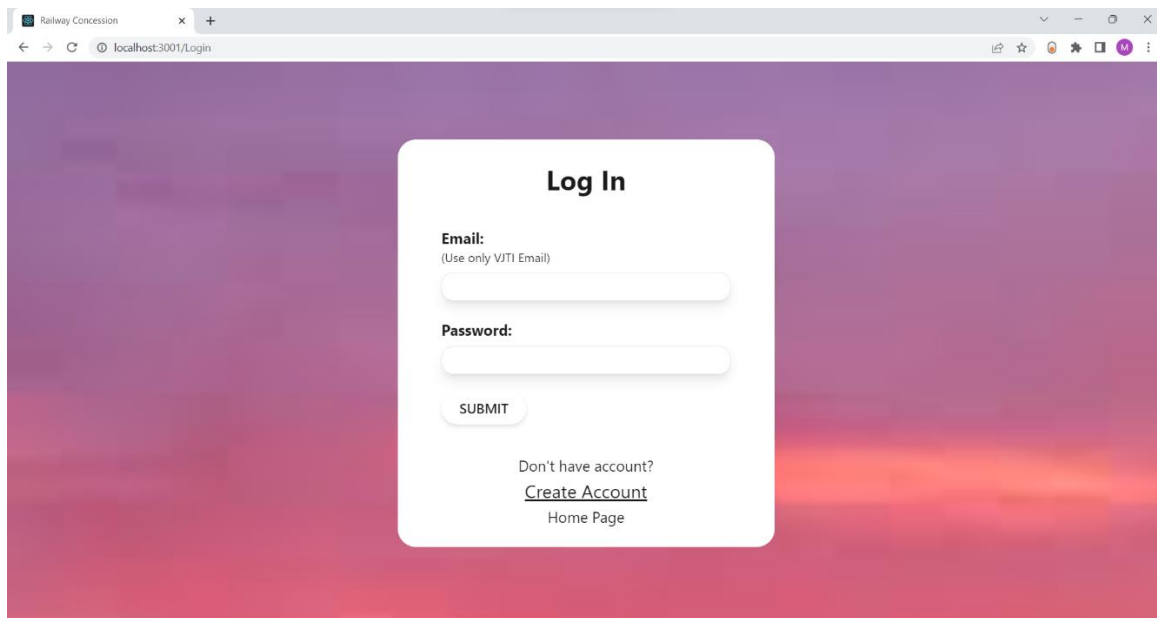 Railway Concession
localhost:3001/Login
M
Log In
Email:
(Use only VJTI Email)
Password:
SUBMIT
Don't have account?
Create Account
Home Page